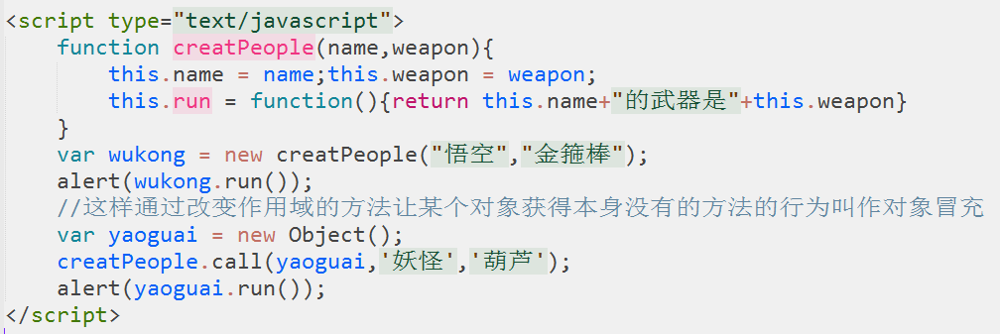 <script type="text/javascript">
function creatPeople(name,weapon){
this.name = name;this.weapon = weapon;
this.run = function(){return this.name+"的武器是"+this.weapon}
}
var wukong = new creatPeople("悟空","金箍棒");
alert(wukong.run());
//这样通过改变作用域的方法让某个对象获得本身没有的方法的行为叫作对象冒充
var yaoguai = new Object();
creatPeople.call(yaoguai,'妖怪','葫芦');
alert(yaoguai.run());
</script>